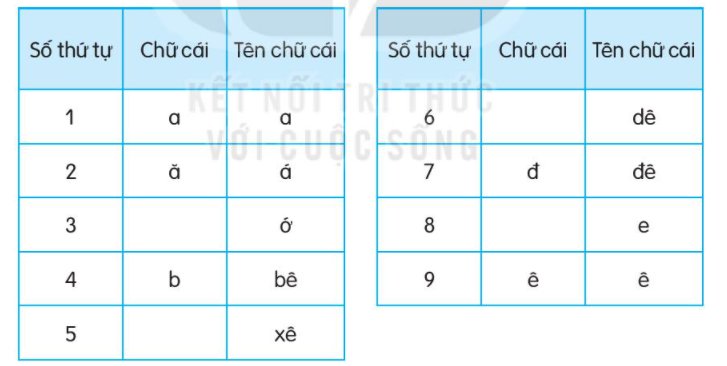 Số thứ tự Chữ cái Tên chữ cái
1 a a
2 ă á
3 ớ
4 b bê
5 xê
Số thứ tự Chữ cái Tên chữ cái
6 dê
7 đ đê
8 e
9 ê ê
KẾT NỐI TRI THỨC
VỚI CUỘC SỐNG